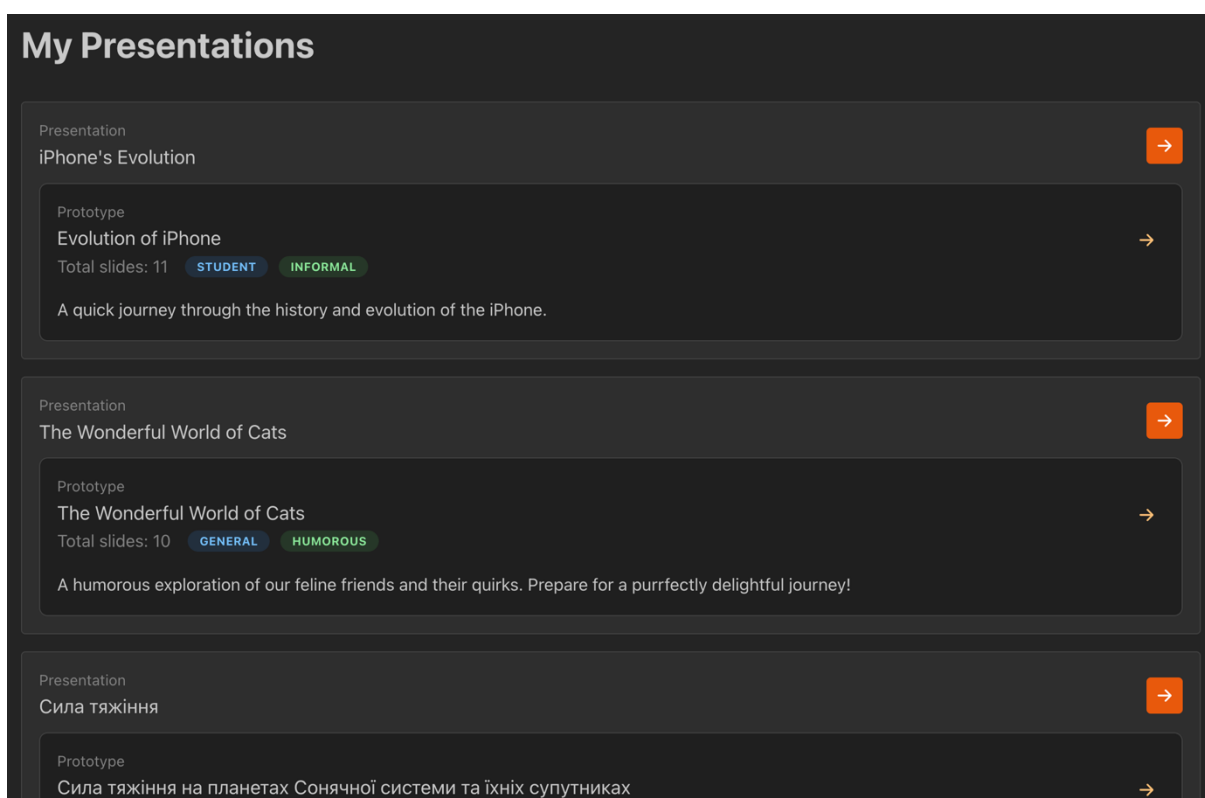 My Presentations
Presentation
iPhone's Evolution
Prototype
Evolution of iPhone
Total slides: 11 STUDENT INFORMAL
A quick journey through the history and evolution of the iPhone.
Presentation
The Wonderful World of Cats
Prototype
The Wonderful World of Cats
Total slides: 10 GENERAL HUMOROUS
A humorous exploration of our feline friends and their quirks. Prepare for a purrfectly delightful journey!
Presentation
Сила тяжіння
Prototype
Сила тяжіння на планетах Сонячної системи та їхніх супутниках